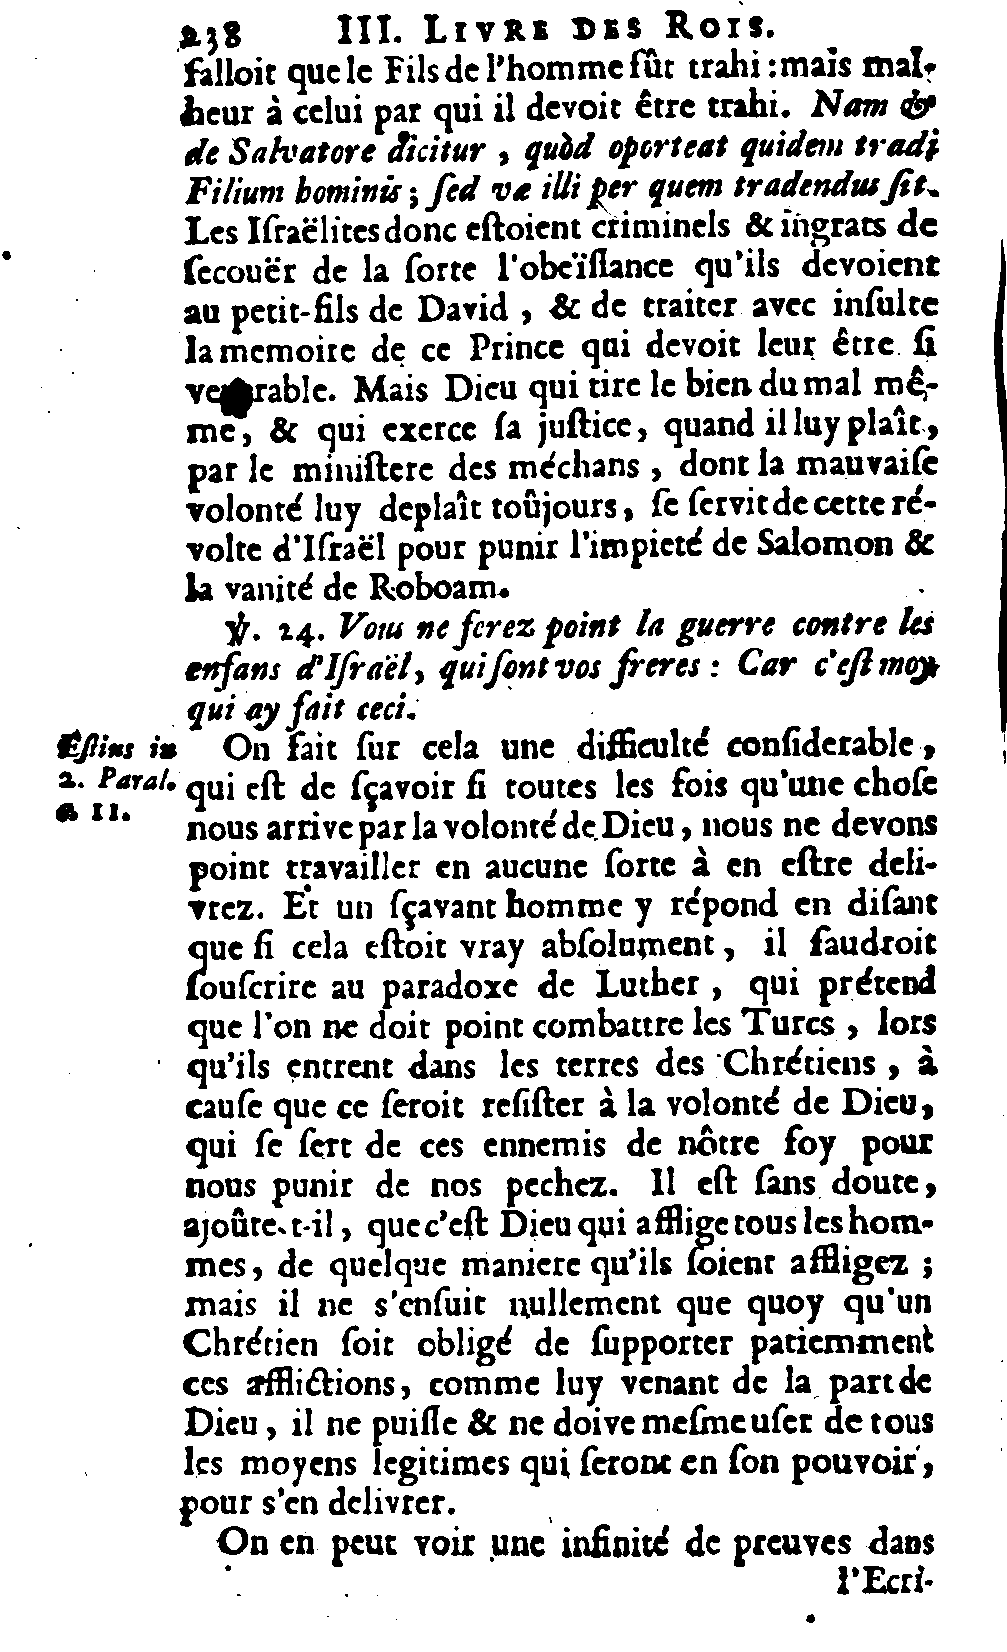 238 III. LIVRE DES ROIS.
falloit que le Fils de l'homme fût trahi : mais mal-
heur à celui par qui il devoit être trahi. Nam &
de Salvatore dicitur, quòd oporteat quidem tradi
Filium hominis ; ſed væ illi per quem tradendus ſit.
Les Iſraëlites donc eſtoient criminels & ingrats de
ſecouër de la ſorte l'obeïſſance qu'ils devoient
au petit-fils de David, & de traiter avec inſulte
la memoire de ce Prince qui devoit leur être ſi
venerable. Mais Dieu qui tire le bien du mal mê-
me, & qui exerce ſa juſtice, quand il luy plaît,
par le miniſtere des méchans, dont la mauvaiſe
volonté luy deplaît toûjours, ſe ſervit de cette ré-
volte d'Iſraël pour punir l'impieté de Salomon &
la vanité de Roboam.
℣. 24. Vous ne ferez point la guerre contre les
enfans d'Iſraël, qui ſont vos freres : Car c'eſt moy
qui ay fait ceci.
Eſtius in
2. Paral.
a 11.
On fait ſur cela une difficulté conſiderable,
qui eſt de ſçavoir ſi toutes les fois qu'une choſe
nous arrive par la volonté de Dieu, nous ne devons
point travailler en aucune ſorte à en eſtre deli-
vrez. Et un ſçavant homme y répond en diſant
que ſi cela eſtoit vray abſolument, il faudroit
ſouſcrire au paradoxe de Luther, qui prétend
que l'on ne doit point combattre les Turcs, lors
qu'ils entrent dans les terres des Chrétiens, à
cauſe que ce ſeroit reſiſter à la volonté de Dieu,
qui ſe ſert de ces ennemis de nôtre foy pour
nous punir de nos pechez. Il eſt ſans doute,
ajoûte-t-il, que c'eſt Dieu qui afflige tous les hom-
mes, de quelque maniere qu'ils ſoient affligez ;
mais il ne s'enſuit nullement que quoy qu'un
Chrétien ſoit obligé de ſupporter patiemment
ces afflictions, comme luy venant de la part de
Dieu, il ne puiſſe & ne doive meſme uſer de tous
les moyens legitimes qui ſeront en ſon pouvoir,
pour s'en delivrer.
On en peut voir une infinité de preuves dans
l'Ecri-